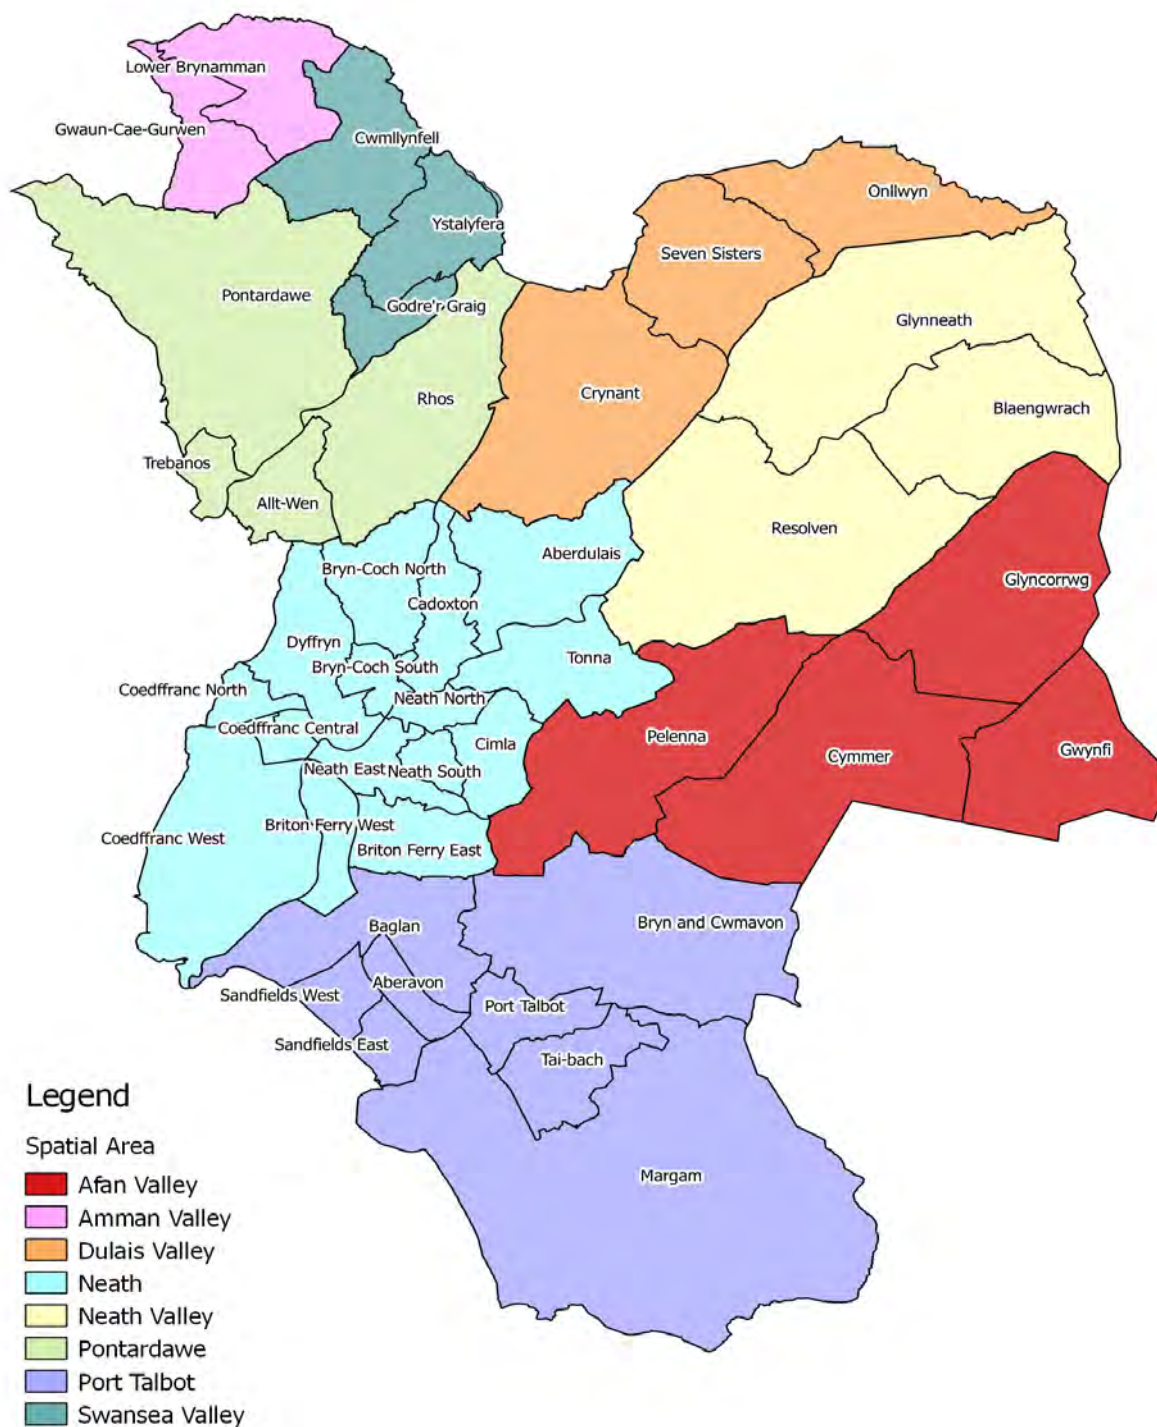 Lower Brynamman
Gwaun-Cae-Gurwen
Cwmllynfell
Onllwyn
Ystalyfera
Seven Sisters
Pontardawe
Godre'r Graig
Glynneath
Crynant
Rhos
Blaengwrach
Trebanos
Allt-Wen
Resolven
Aberdulais
Bryn-Coch North
Glyncorrwg
Cadoxton
Dyffryn
Tonna
Bryn-Coch South
Coedffranc North
Neath North
Coedffranc Central
Pelenna
Cimla
Gwynfi
Cymmer
Neath East
Neath South
Briton Ferry West
Coedffranc West
Briton Ferry East
Bryn and Cwmavon
Baglan
Aberavon
Sandfields West
Port Talbot
Sandfields East
Tai-bach
Margam
Legend
Spatial Area
Afan Valley
Amman Valley
Dulais Valley
Neath
Neath Valley
Pontardawe
Port Talbot
Swansea Valley